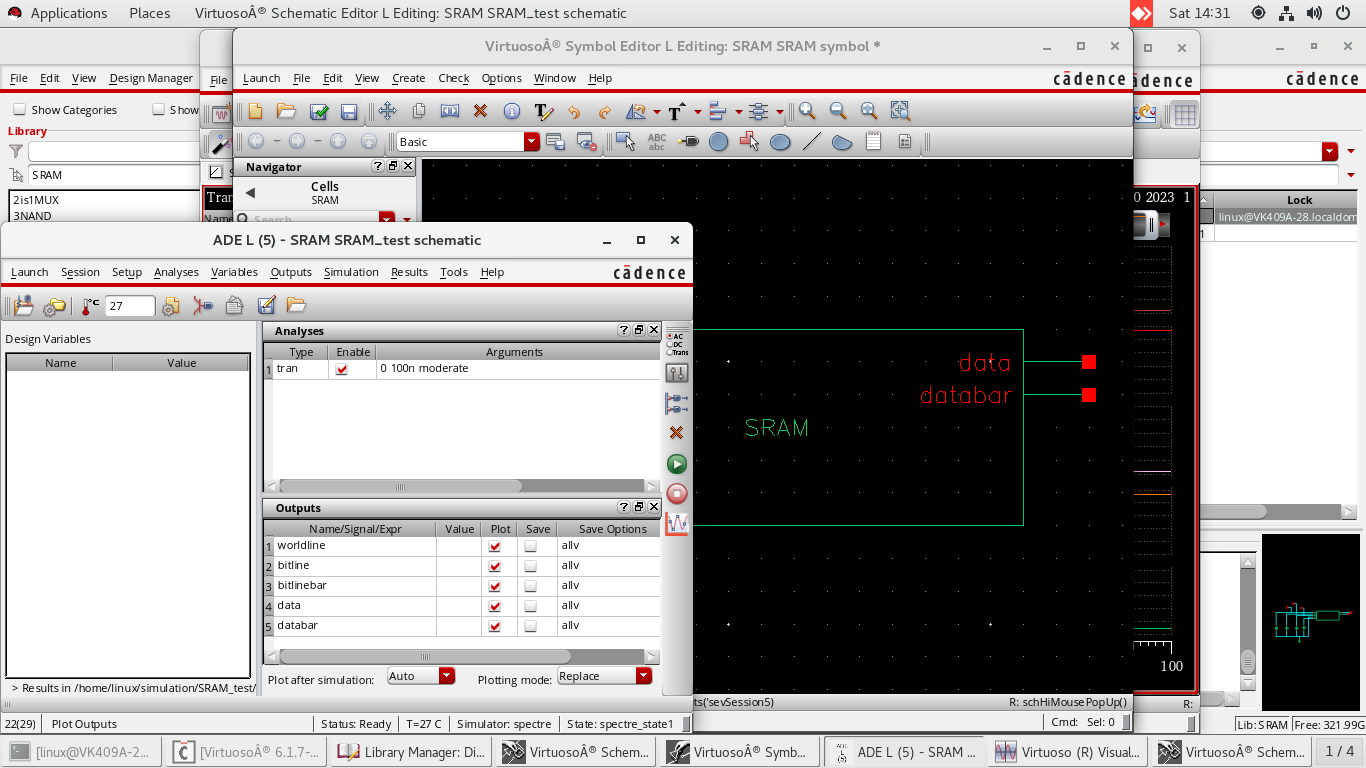 Applications Places VirtuosoÂ® Schematic Editor L Editing: SRAM SRAM_test schematic Sat 14:31
VirtuosoÂ® Symbol Editor L Editing: SRAM SRAM symbol *
File Edit View Design Manager
File
Launch File Edit View Create Check Options Window Help cādence
cādence
cādence
Show Categories Show
Library
Basic
SRAM
2is1MUX
3NAND
Navigator
Cells
SRAM
Search
Tran
Name
0 2023 1
Lock
linux@VK409A-28.localdom
1
ADE L (5) - SRAM SRAM_test schematic
Launch Session Setup Analyses Variables Outputs Simulation Results Tools Help cādence
°C 27
Design Variables
Name Value
Analyses
Type Enable Arguments
1 tran 0 100n moderate
AC
DC
Trans
Outputs
Name/Signal/Expr Value Plot Save Save Options
1 worldline allv
2 bitline allv
3 bitlinebar allv
4 data allv
5 databar allv
Plot after simulation: Auto Plotting mode: Replace
> Results in /home/linux/simulation/SRAM_test/
22(29) Plot Outputs Status: Ready T=27 C Simulator: spectre State: spectre_state1
data
databar
SRAM
ts('sevSession5) R: schHiMousePopUp()
Cmd: Sel: 0
100
R:
Lib: SRAM Free: 321.99G
[linux@VK409A-2... [VirtuosoÂ® 6.1.7-... Library Manager: Di... VirtuosoÂ® Schem... VirtuosoÂ® Symb... ADE L (5) - SRAM ... Virtuoso (R) Visual... VirtuosoÂ® Schem... 1 / 4